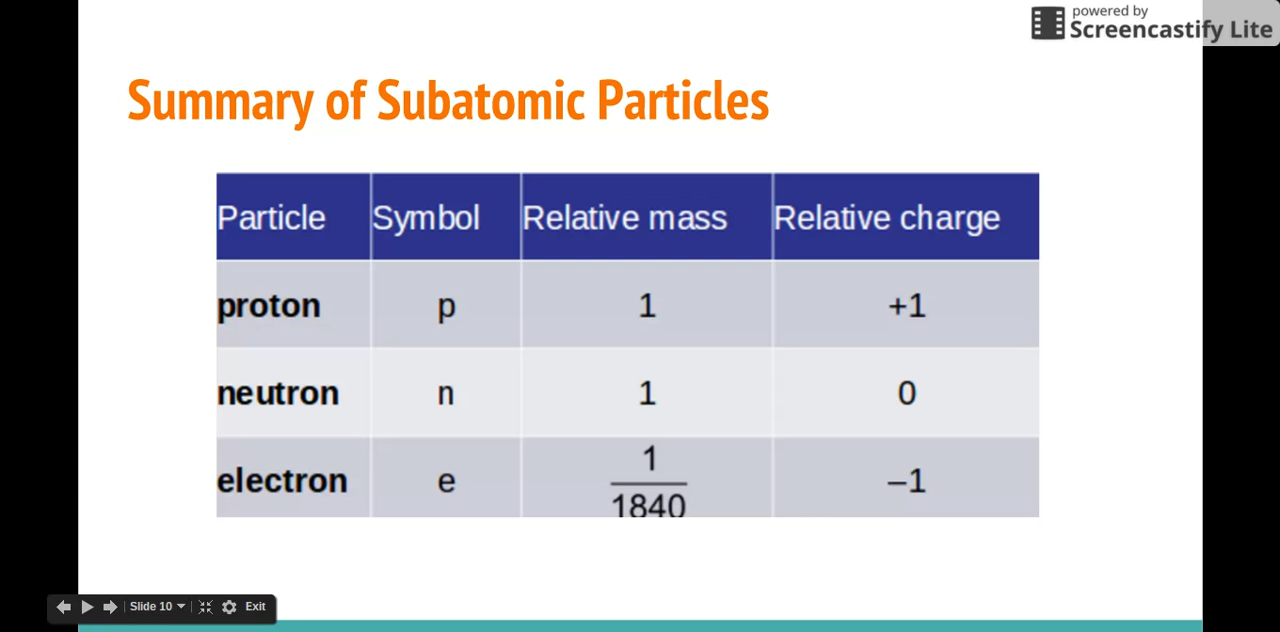 powered by
Screencastify Lite
Summary of Subatomic Particles
Particle Symbol Relative mass Relative charge
proton p 1 +1
neutron n 1 0
electron e 1/1840 –1
Slide 10 Exit